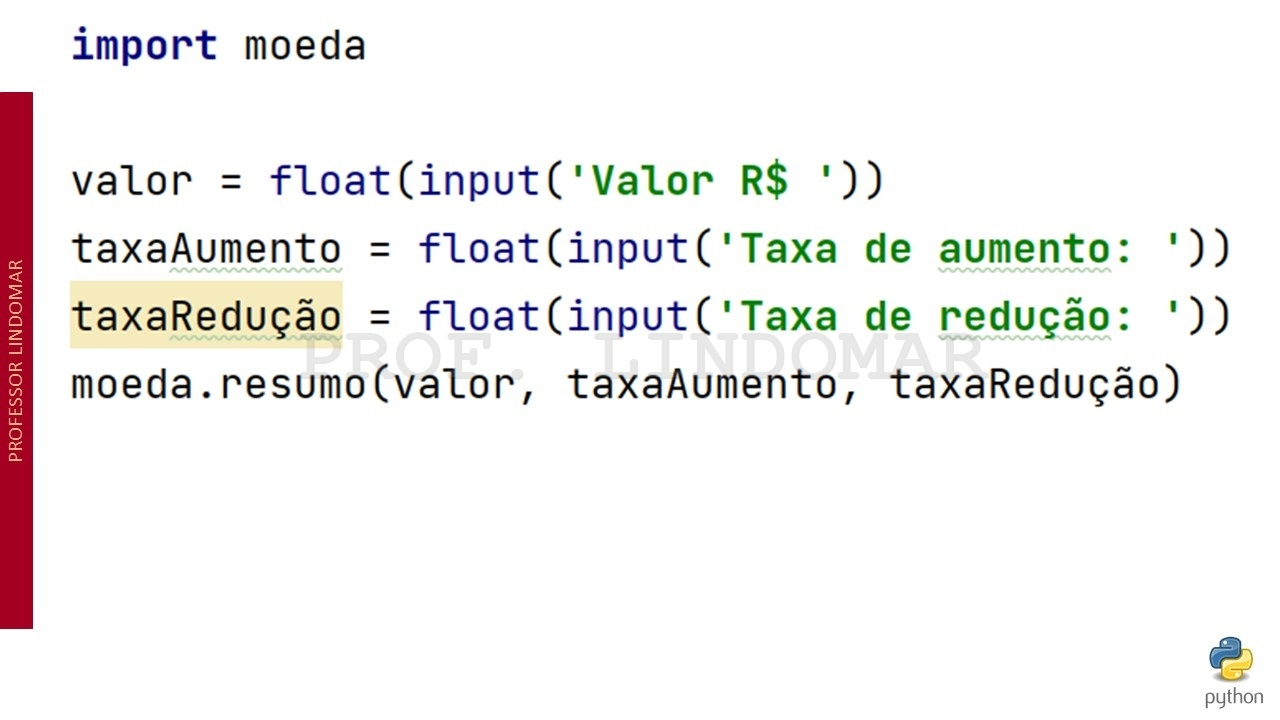 import moeda
valor = float(input('Valor R$ '))
taxaAumento = float(input('Taxa de aumento: '))
taxaRedução = float(input('Taxa de redução: '))
PROF. LINDOMAR
moeda.resumo(valor, taxaAumento, taxaRedução)
PROFESSOR LINDOMAR
python